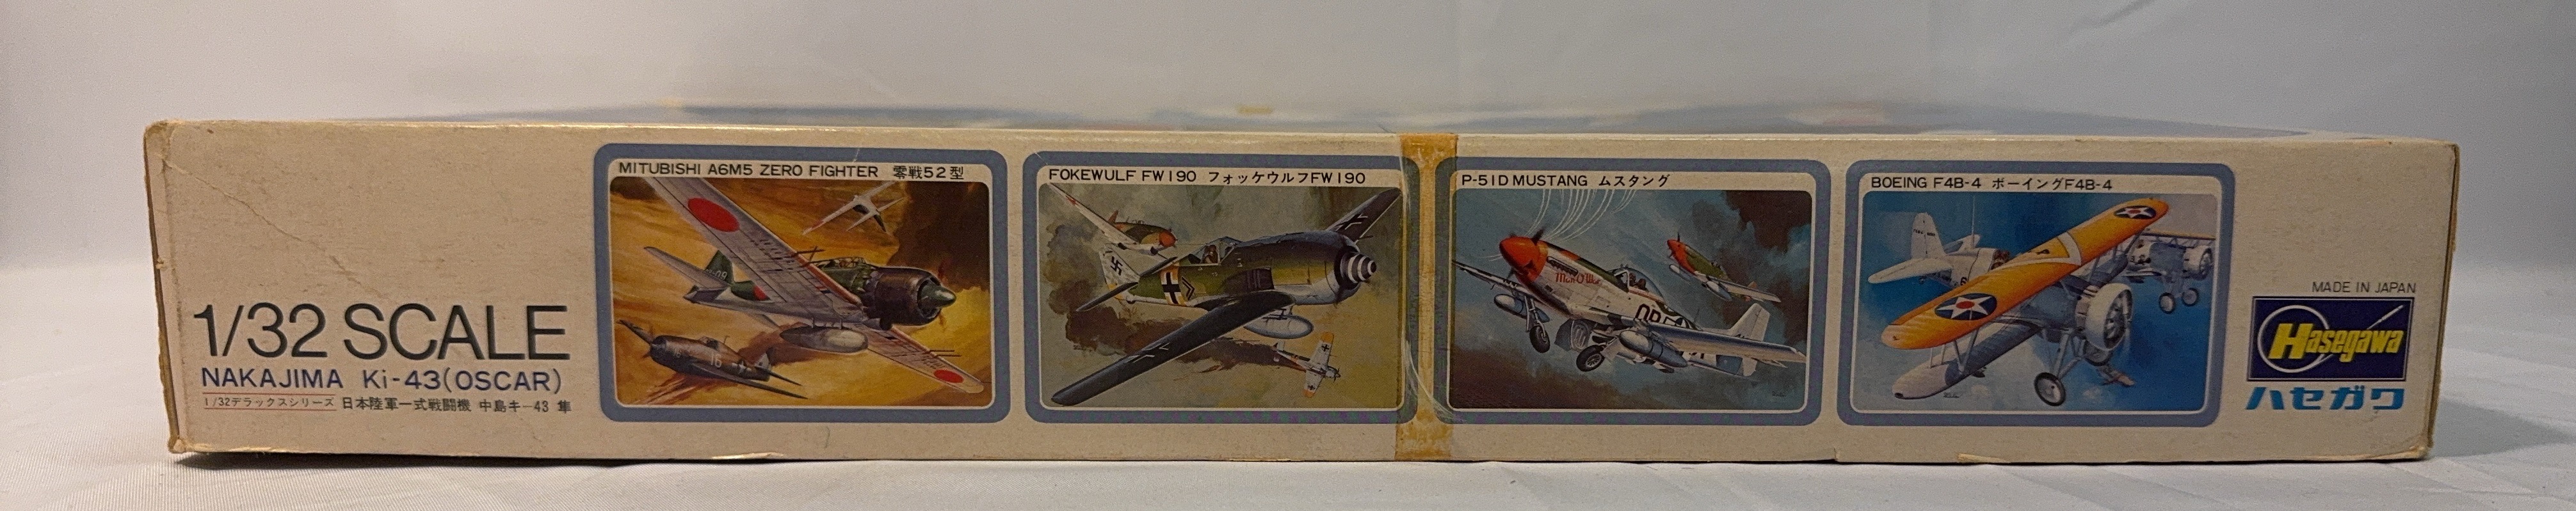 1/32 SCALE
NAKAJIMA Ki-43(OSCAR)
1/32デラックスシリーズ 日本陸軍一式戦闘機 中島キ-43 隼
MITUBISHI A6M5 ZERO FIGHTER 零戦52型
16
FOKEWULF FW190 フォッケウルフFW190
P-51D MUSTANG ムスタング
BOEING F4B-4 ボーイングF4B-4
MADE IN JAPAN
Hasegawa
ハセガワ